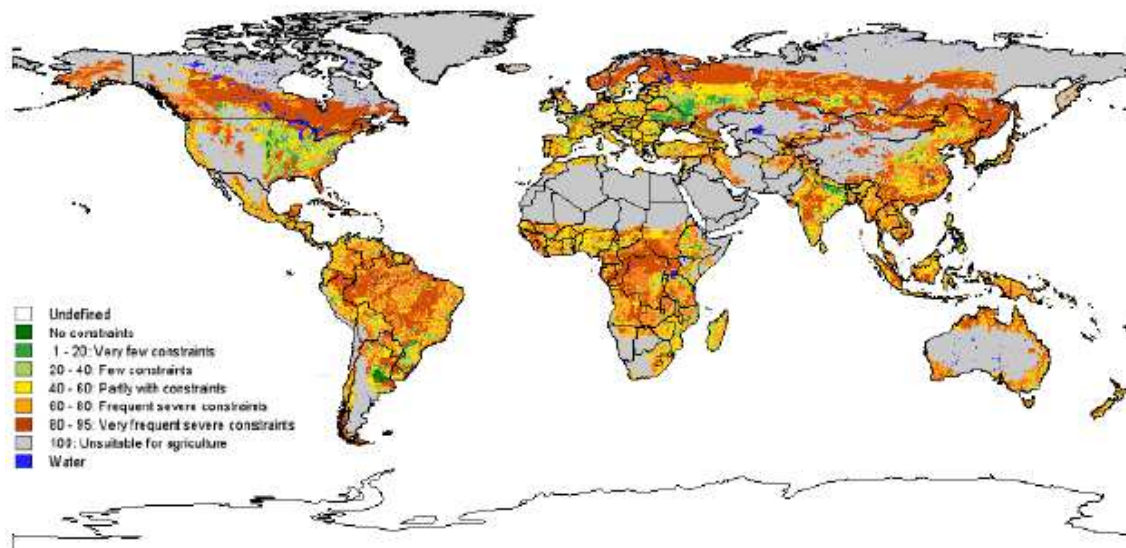 Undefined
No constraints
1 - 20: Very few constraints
20 - 40: Few constraints
40 - 60: Partly with constraints
60 - 80: Frequent severe constraints
80 - 95: Very frequent severe constraints
100: Unsuitable for agriculture
Water